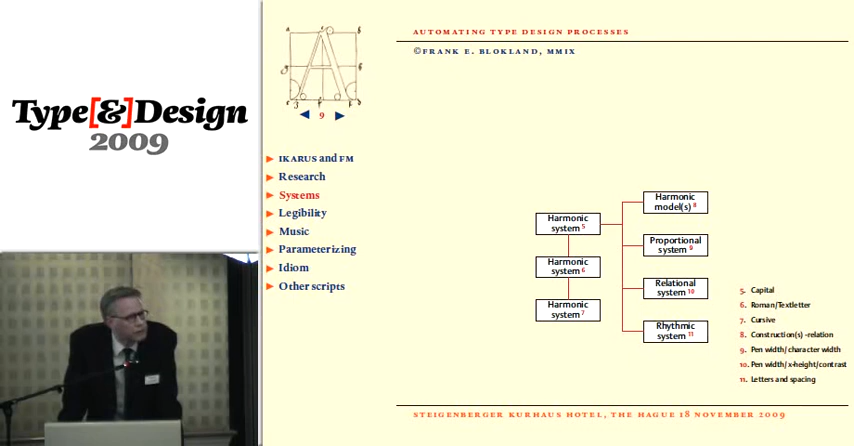 Type[&]Design
2009
AUTOMATING TYPE DESIGN PROCESSES
©FRANK E. BLOKLAND, MMIX
9
IKARUS and FM
Research
Systems
Legibility
Music
Parameterizing
Idiom
Other scripts
Harmonic
system 5
Harmonic
system 6
Harmonic
system 7
Harmonic
model(s) 8
Proportional
system 9
Relational
system 10
Rhythmic
system 11
5. Capital
6. Roman/Textletter
7. Cursive
8. Construction(s) -relation
9. Pen width/character width
10. Pen width/x-height/contrast
11. Letters and spacing
STEIGENBERGER KURHAUS HOTEL, THE HAGUE 18 NOVEMBER 2009